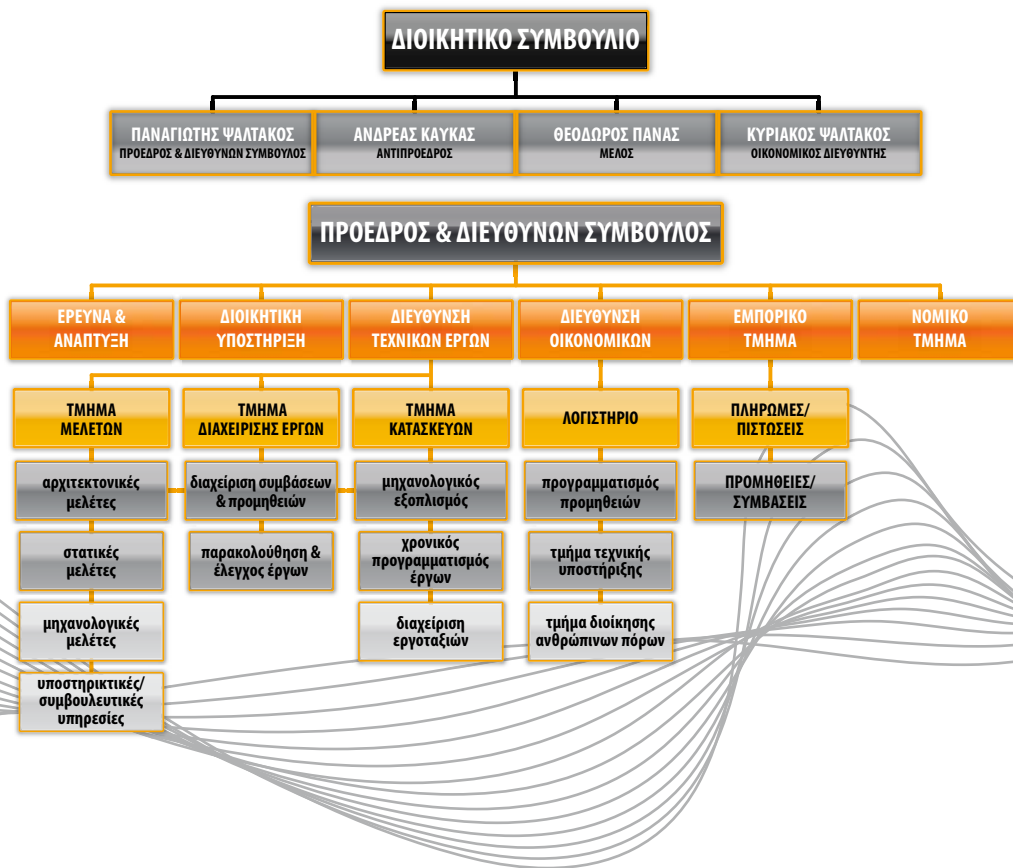 ΔΙΟΙΚΗΤΙΚΟ ΣΥΜΒΟΥΛΙΟ
ΠΑΝΑΓΙΩΤΗΣ ΨΑΛΤΑΚΟΣ
ΠΡΟΕΔΡΟΣ & ΔΙΕΥΘΥΝΩΝ ΣΥΜΒΟΥΛΟΣ
ΑΝΔΡΕΑΣ ΚΑΥΚΑΣ
ΑΝΤΙΠΡΟΕΔΡΟΣ
ΘΕΟΔΩΡΟΣ ΠΑΝΑΣ
ΜΕΛΟΣ
ΚΥΡΙΑΚΟΣ ΨΑΛΤΑΚΟΣ
ΟΙΚΟΝΟΜΙΚΟΣ ΔΙΕΥΘΥΝΤΗΣ
ΠΡΟΕΔΡΟΣ & ΔΙΕΥΘΥΝΩΝ ΣΥΜΒΟΥΛΟΣ
ΕΡΕΥΝΑ &
ΑΝΑΠΤΥΞΗ
ΔΙΟΙΚΗΤΙΚΗ
ΥΠΟΣΤΗΡΙΞΗ
ΔΙΕΥΘΥΝΣΗ
ΤΕΧΝΙΚΩΝ ΕΡΓΩΝ
ΔΙΕΥΘΥΝΣΗ
ΟΙΚΟΝΟΜΙΚΩΝ
ΕΜΠΟΡΙΚΟ
ΤΜΗΜΑ
ΝΟΜΙΚΟ
ΤΜΗΜΑ
ΤΜΗΜΑ
ΜΕΛΕΤΩΝ
ΤΜΗΜΑ
ΔΙΑΧΕΙΡΙΣΗΣ ΕΡΓΩΝ
ΤΜΗΜΑ
ΚΑΤΑΣΚΕΥΩΝ
ΛΟΓΙΣΤΗΡΙΟ
ΠΛΗΡΩΜΕΣ/
ΠΙΣΤΩΣΕΙΣ
αρχιτεκτονικές
μελέτες
διαχείριση συμβάσεων
& προμηθειών
μηχανολογικός
εξοπλισμός
προγραμματισμός
προμηθειών
ΠΡΟΜΗΘΕΙΕΣ/
ΣΥΜΒΑΣΕΙΣ
στατικές
μελέτες
παρακολούθηση &
έλεγχος έργων
χρονικός
προγραμματισμός
έργων
τμήμα τεχνικής
υποστήριξης
μηχανολογικές
μελέτες
διαχείριση
εργοταξιών
τμήμα διοίκησης
ανθρώπινων πόρων
υποστηρικτικές/
συμβουλευτικές
υπηρεσίες